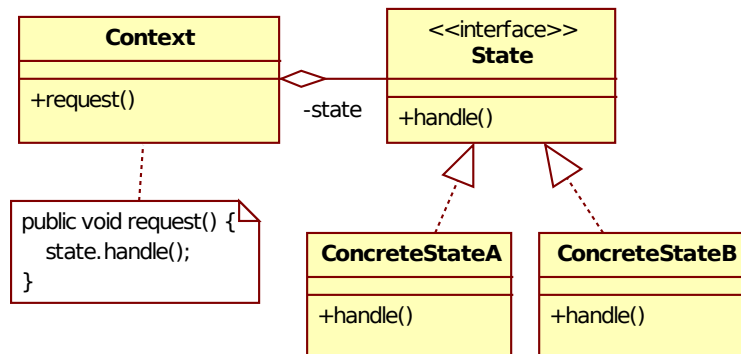 Context
+request()
-state
<<interface>>
State
+handle()
public void request() {
state.handle();
}
ConcreteStateA
+handle()
ConcreteStateB
+handle()